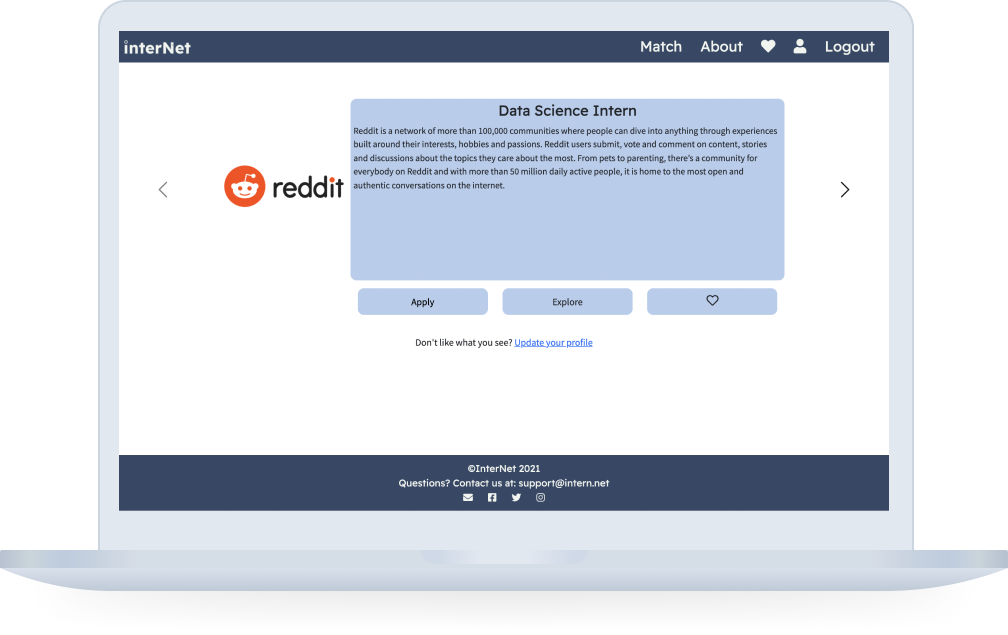 interNet
Match About Logout
Data Science Intern
Reddit is a network of more than 100,000 communities where people can dive into anything through experiences
built around their interests, hobbies and passions. Reddit users submit, vote and comment on content, stories
and discussions about the topics they care about the most. From pets to parenting, there's a community for
everybody on Reddit and with more than 50 million daily active people, it is home to the most open and
authentic conversations on the internet.
reddit
Apply
Explore
Don't like what you see? Update your profile
©InterNet 2021
Questions? Contact us at: support@intern.net